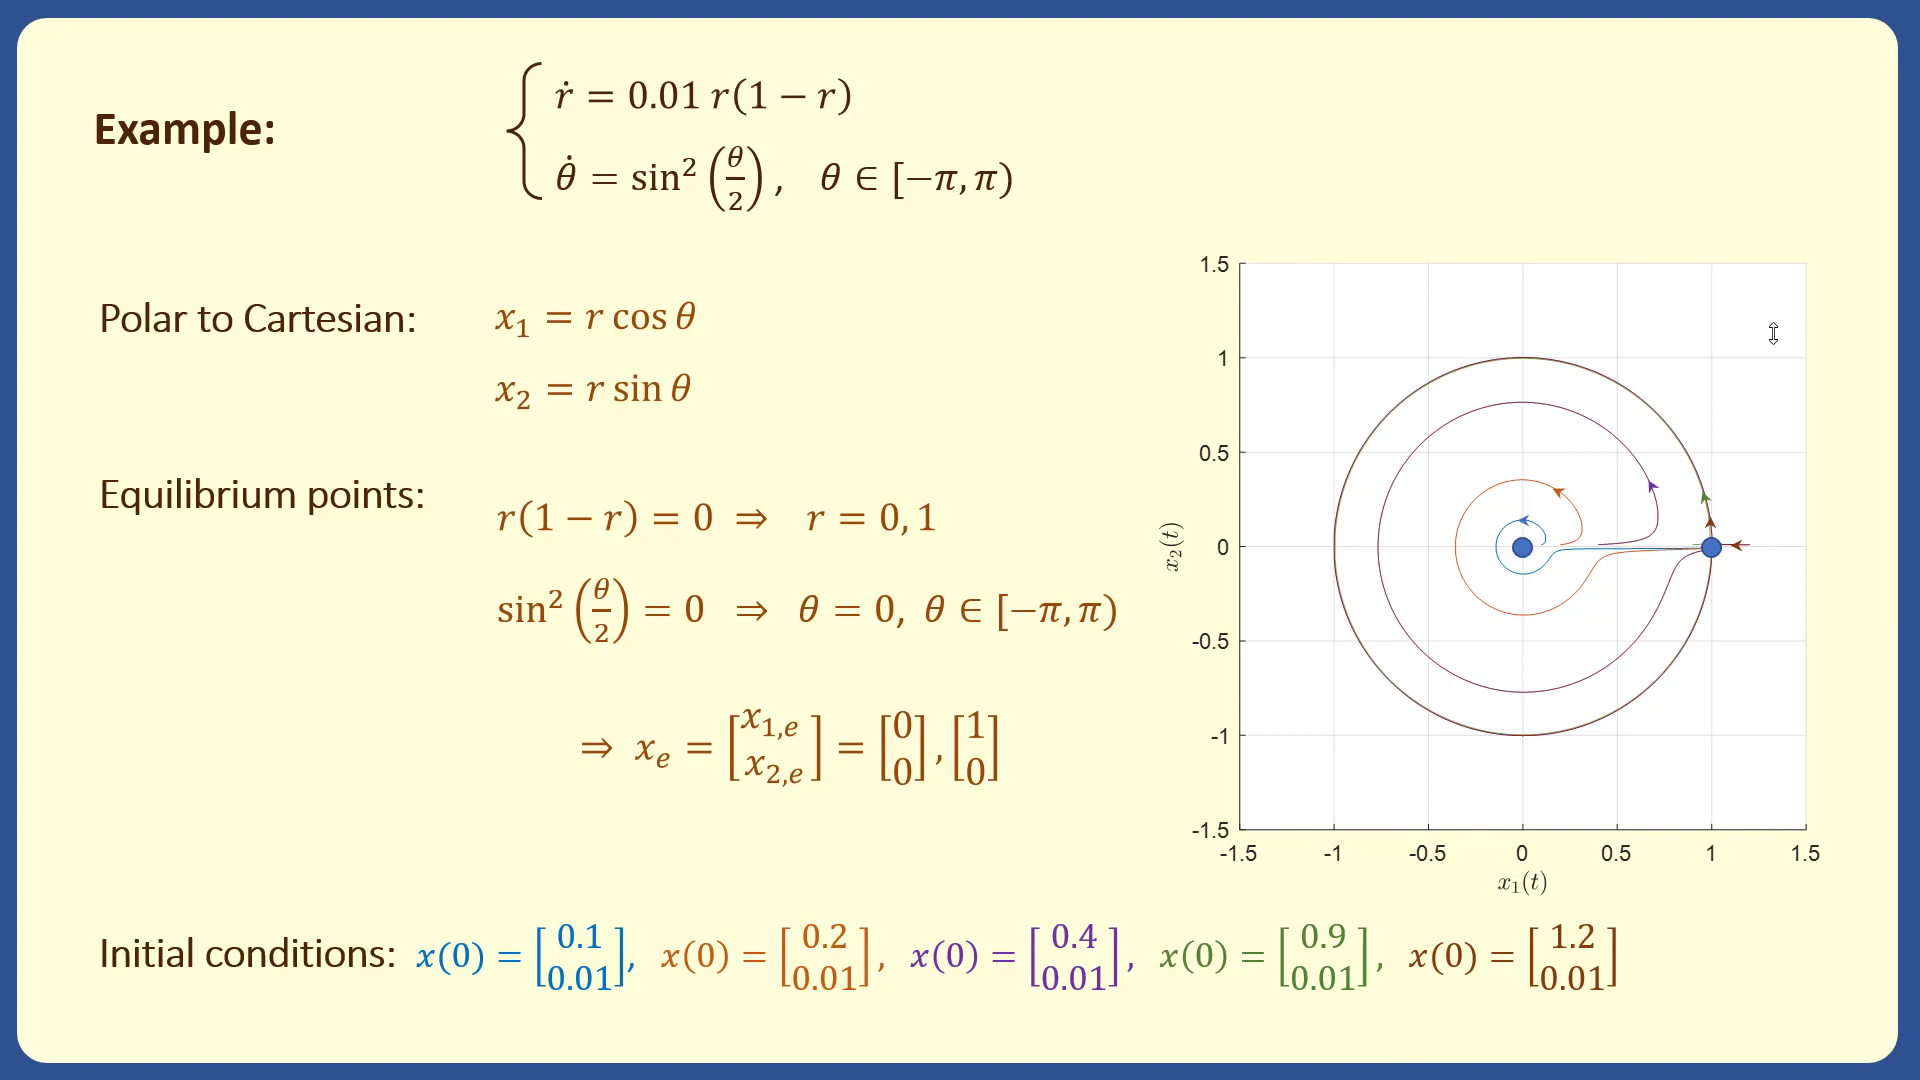 Example:
ṙ = 0.01 r(1 − r)
θ̇ = sin²(θ/2), θ ∈ [−π, π)
Polar to Cartesian:
x₁ = r cos θ
x₂ = r sin θ
Equilibrium points:
r(1 − r) = 0 ⇒ r = 0, 1
sin²(θ/2) = 0 ⇒ θ = 0, θ ∈ [−π, π)
⇒ xₑ = [x₁,ₑ x₂,ₑ] = [0 0], [1 0]
1.5
1
0.5
0
-0.5
-1
-1.5
x₂(t)
-1.5 -1 -0.5 0 0.5 1 1.5
x₁(t)
Initial conditions: x(0) = [0.1 0.01], x(0) = [0.2 0.01], x(0) = [0.4 0.01], x(0) = [0.9 0.01], x(0) = [1.2 0.01]